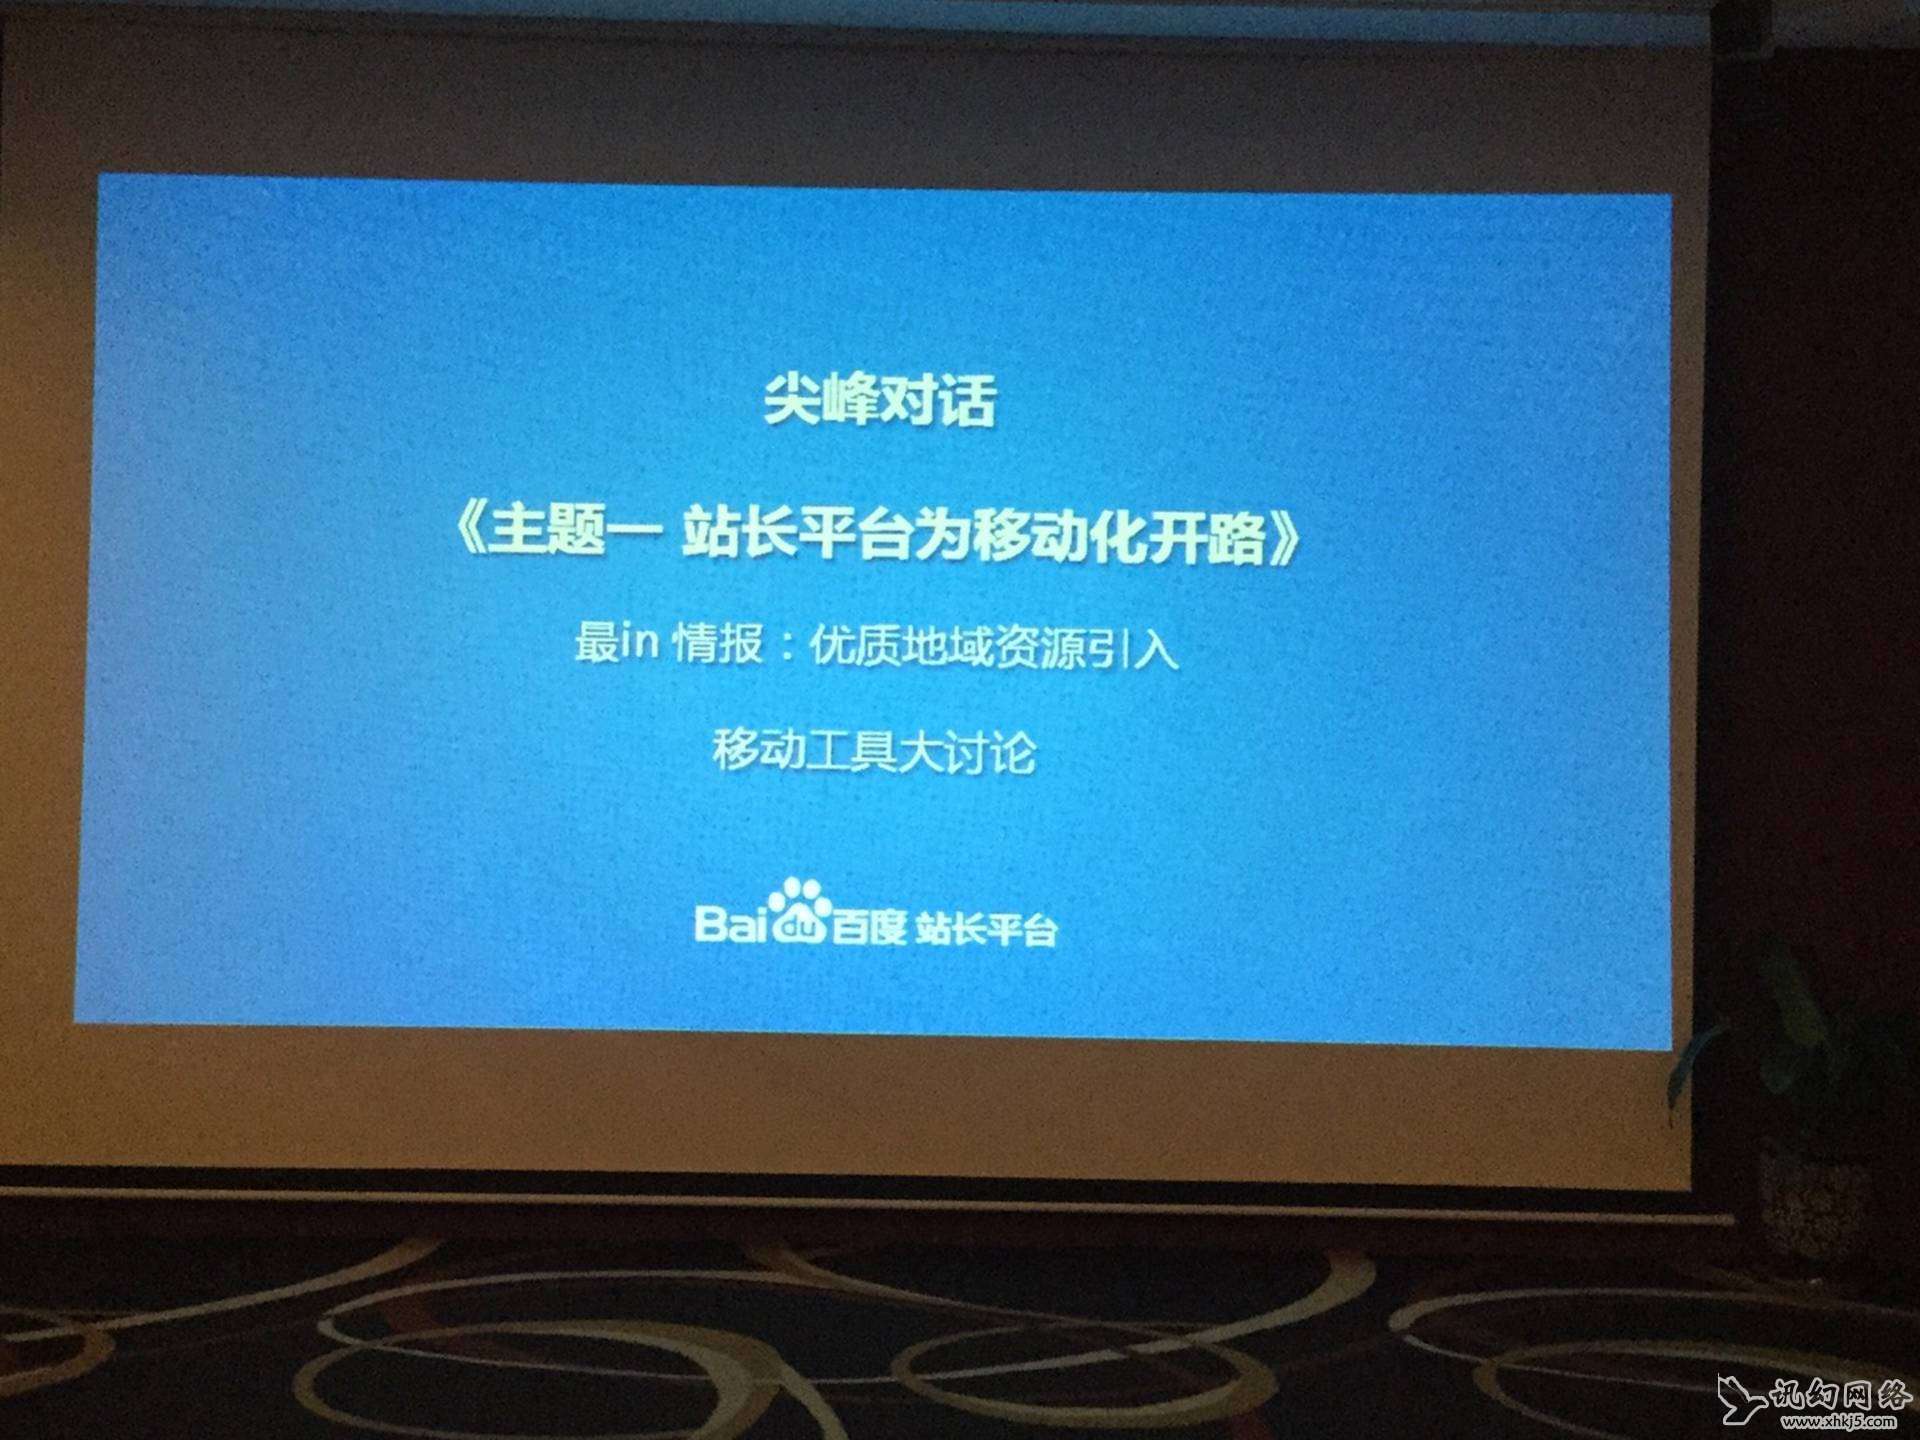 尖峰对话
《主题一 站长平台为移动化开路》
最in 情报：优质地域资源引入
移动工具大讨论
Bai du 百度 站长平台
讯幻网络
www.xhkj5.com